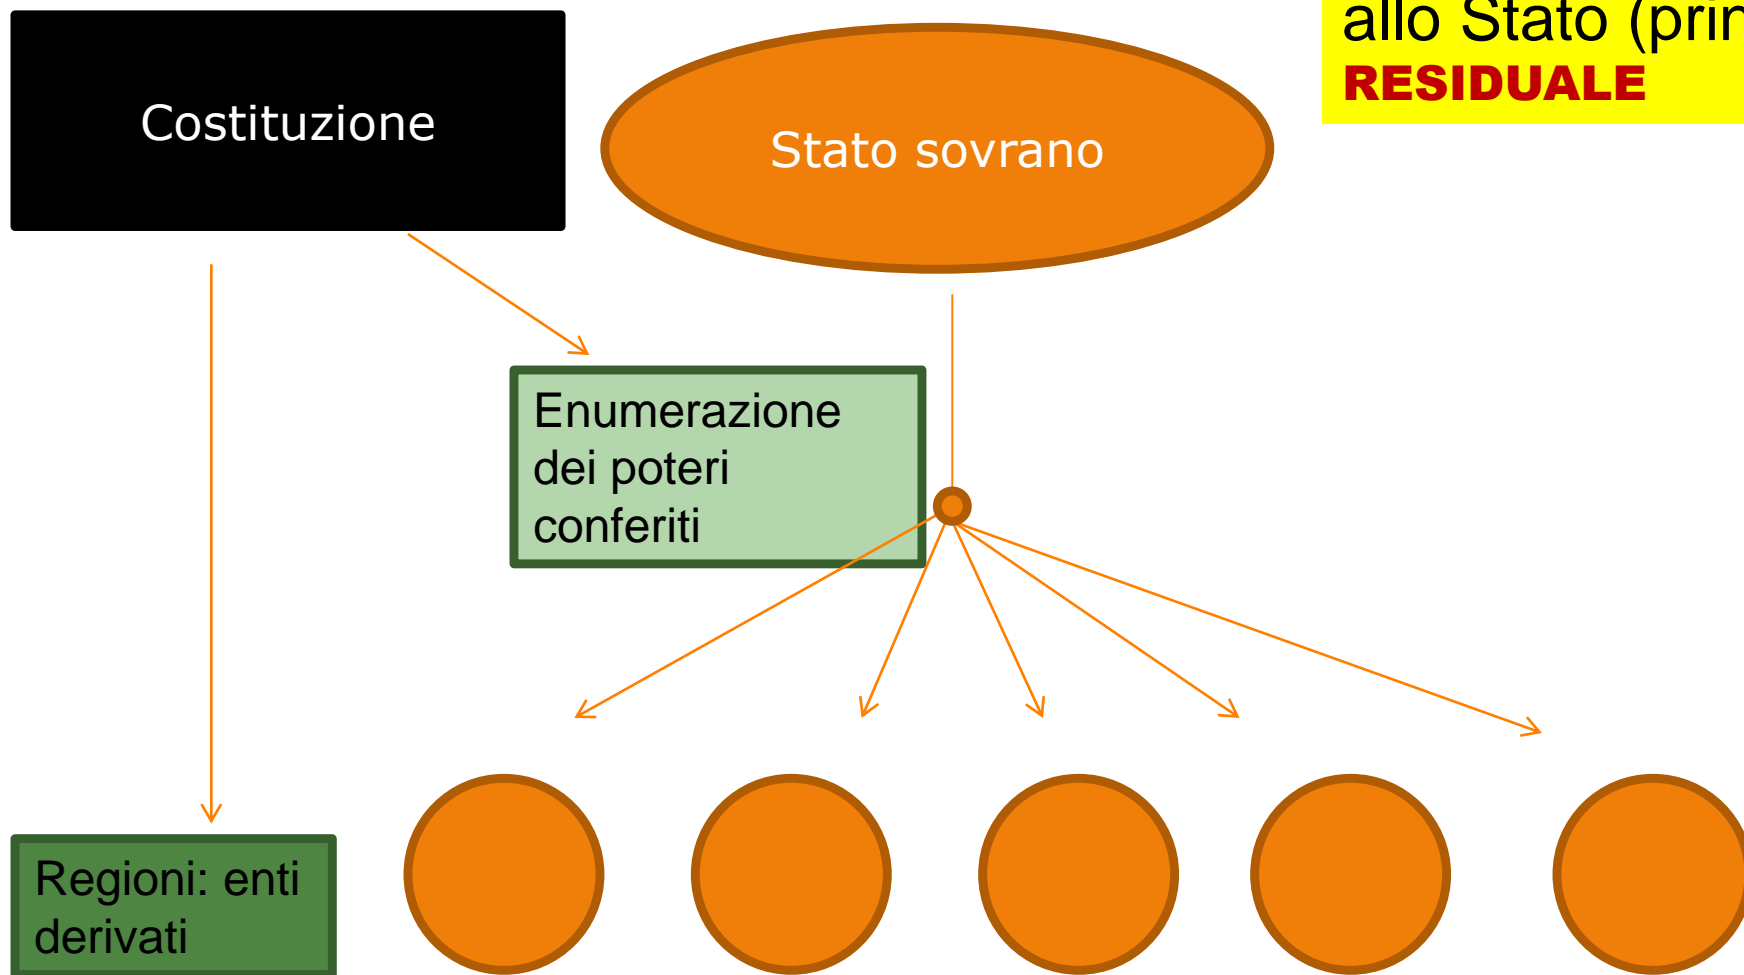 Costituzione
Stato sovrano
allo Stato
RESIDUALE
Enumerazione
dei poteri
conferiti
Regioni: enti
derivati